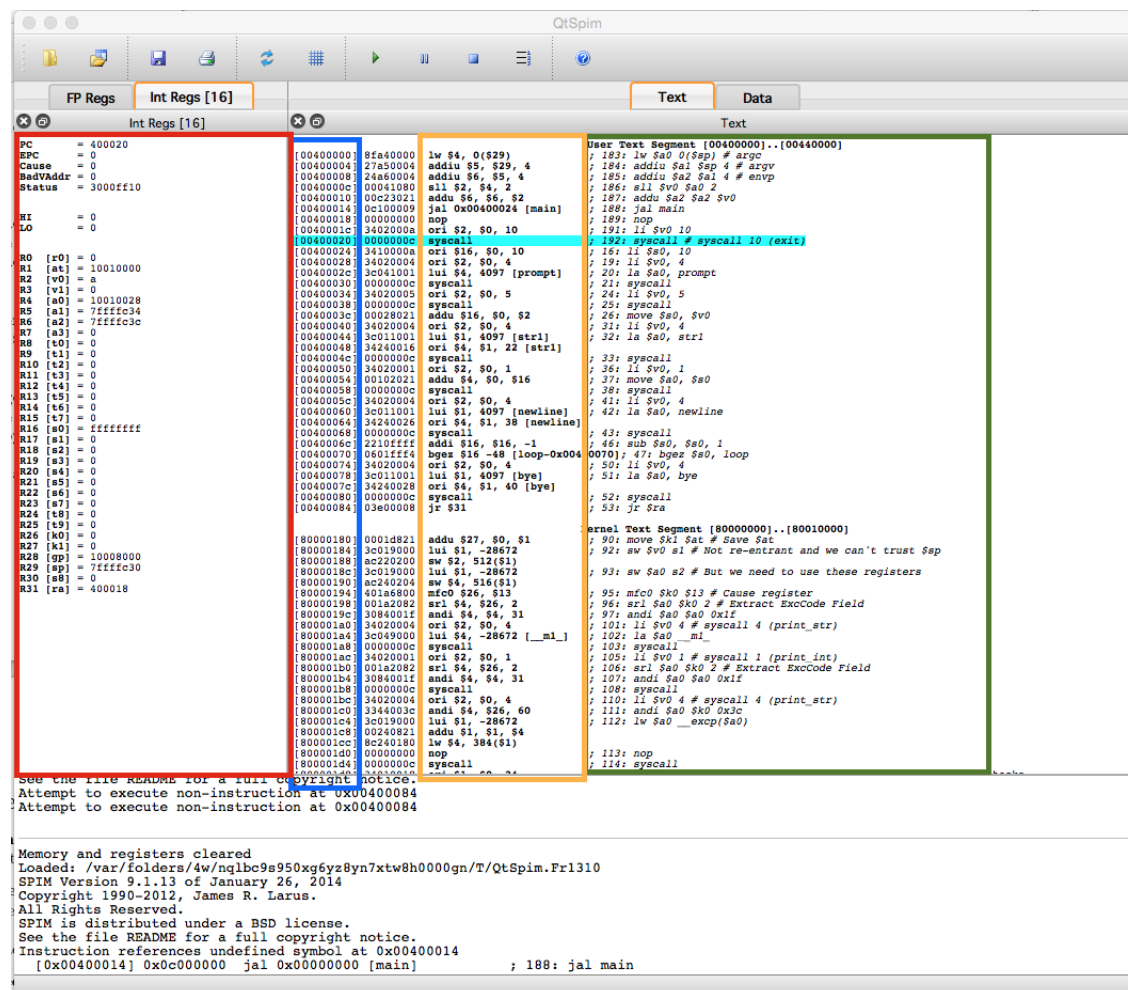 QtSpim
FP Regs Int Regs [16] Text Data
Int Regs [16] Text
PC = 400020
EPC = 0
Cause = 0
BadVAddr = 0
Status = 3000ff10
HI = 0
LO = 0
R0 [r0] = 0
R1 [at] = 10010000
R2 [v0] = a
R3 [v1] = 0
R4 [a0] = 10010028
R5 [a1] = 7ffffc34
R6 [a2] = 7ffffc3c
R7 [a3] = 0
R8 [t0] = 0
R9 [t1] = 0
R10 [t2] = 0
R11 [t3] = 0
R12 [t4] = 0
R13 [t5] = 0
R14 [t6] = 0
R15 [t7] = 0
R16 [s0] = ffffffff
R17 [s1] = 0
R18 [s2] = 0
R19 [s3] = 0
R20 [s4] = 0
R21 [s5] = 0
R22 [s6] = 0
R23 [s7] = 0
R24 [t8] = 0
R25 [t9] = 0
R26 [k0] = 0
R27 [k1] = 0
R28 [gp] = 10008000
R29 [sp] = 7ffffc30
R30 [s8] = 0
R31 [ra] = 400018
User Text Segment [00400000]..[00440000]
[00400000] 8fa40000 lw $4, 0($29) ; 183: lw $a0 0($sp) # argc
[00400004] 27a50004 addiu $5, $29, 4 ; 184: addiu $a1 $sp 4 # argv
[00400008] 24a60004 addiu $6, $5, 4 ; 185: addiu $a2 $a1 4 # envp
[0040000c] 00041080 sll $2, $4, 2 ; 186: sll $v0 $a0 2
[00400010] 00c23021 addu $6, $6, $2 ; 187: addu $a2 $a2 $v0
[00400014] 0c100009 jal 0x00400024 [main] ; 188: jal main
[00400018] 00000000 nop ; 189: nop
[0040001c] 3402000a ori $2, $0, 10 ; 191: li $v0 10
[00400020] 0000000c syscall ; 192: syscall # syscall 10 (exit)
[00400024] 3410000a ori $16, $0, 10 ; 16: li $s0, 10
[00400028] 34020004 ori $2, $0, 4 ; 19: li $v0, 4
[0040002c] 3c041001 lui $4, 4097 [prompt] ; 20: la $a0, prompt
[00400030] 0000000c syscall ; 21: syscall
[00400034] 34020005 ori $2, $0, 5 ; 24: li $v0, 5
[00400038] 0000000c syscall ; 25: syscall
[0040003c] 00028021 addu $16, $0, $2 ; 26: move $s0, $v0
[00400040] 34020004 ori $2, $0, 4 ; 31: li $v0, 4
[00400044] 3c011001 lui $1, 4097 [str1] ; 32: la $a0, str1
[00400048] 34240016 ori $4, $1, 22 [str1]
[0040004c] 0000000c syscall ; 33: syscall
[00400050] 34020001 ori $2, $0, 1 ; 36: li $v0, 1
[00400054] 00102021 addu $4, $0, $16 ; 37: move $a0, $s0
[00400058] 0000000c syscall ; 38: syscall
[0040005c] 34020004 ori $2, $0, 4 ; 41: li $v0, 4
[00400060] 3c011001 lui $1, 4097 [newline] ; 42: la $a0, newline
[00400064] 34240026 ori $4, $1, 38 [newline]
[00400068] 0000000c syscall ; 43: syscall
[0040006c] 2210ffff addi $16, $16, -1 ; 46: sub $s0, $s0, 1
[00400070] 0601fff4 bgez $16 -48 [loop-0x00400070]; 47: bgez $s0, loop
[00400074] 34020004 ori $2, $0, 4 ; 50: li $v0, 4
[00400078] 3c011001 lui $1, 4097 [bye] ; 51: la $a0, bye
[0040007c] 34240028 ori $4, $1, 40 [bye]
[00400080] 0000000c syscall ; 52: syscall
[00400084] 03e00008 jr $31 ; 53: jr $ra
Kernel Text Segment [80000000]..[80010000]
[80000180] 0001d821 addu $27, $0, $1 ; 90: move $k1 $at # Save $at
[80000184] 3c019000 lui $1, -28672 ; 92: sw $v0 s1 # Not re-entrant and we can't trust $sp
[80000188] ac220200 sw $2, 512($1)
[8000018c] 3c019000 lui $1, -28672 ; 93: sw $a0 s2 # But we need to use these registers
[80000190] ac240204 sw $4, 516($1)
[80000194] 401a6800 mfc0 $26, $13 ; 95: mfc0 $k0 $13 # Cause register
[80000198] 001a2082 srl $4, $26, 2 ; 96: srl $a0 $k0 2 # Extract ExcCode Field
[8000019c] 3084001f andi $4, $4, 31 ; 97: andi $a0 $a0 0x1f
[800001a0] 34020004 ori $2, $0, 4 ; 101: li $v0 4 # syscall 4 (print_str)
[800001a4] 3c049000 lui $4, -28672 [__m1_] ; 102: la $a0 __m1_
[800001a8] 0000000c syscall ; 103: syscall
[800001ac] 34020001 ori $2, $0, 1 ; 105: li $v0 1 # syscall 1 (print_int)
[800001b0] 001a2082 srl $4, $26, 2 ; 106: srl $a0 $k0 2 # Extract ExcCode Field
[800001b4] 3084001f andi $4, $4, 31 ; 107: andi $a0 $a0 0x1f
[800001b8] 0000000c syscall ; 108: syscall
[800001bc] 34020004 ori $2, $0, 4 ; 110: li $v0 4 # syscall 4 (print_str)
[800001c0] 3344003c andi $4, $26, 60 ; 111: andi $a0 $k0 0x3c
[800001c4] 3c019000 lui $1, -28672 ; 112: lw $a0 __excp($a0)
[800001c8] 00240821 addu $1, $1, $4
[800001cc] 8c240180 lw $4, 384($1)
[800001d0] 00000000 nop ; 113: nop
[800001d4] 0000000c syscall ; 114: syscall
See the file README for a full copyright notice.
Attempt to execute non-instruction at 0x00400084
Attempt to execute non-instruction at 0x00400084
Memory and registers cleared
Loaded: /var/folders/4w/nqlbc9s950xg6yz8yn7xtw8h0000gn/T/QtSpim.Fr1310
SPIM Version 9.1.13 of January 26, 2014
Copyright 1990-2012, James R. Larus.
All Rights Reserved.
SPIM is distributed under a BSD license.
See the file README for a full copyright notice.
Instruction references undefined symbol at 0x00400014
[0x00400014] 0x0c000000 jal 0x00000000 [main] ; 188: jal main